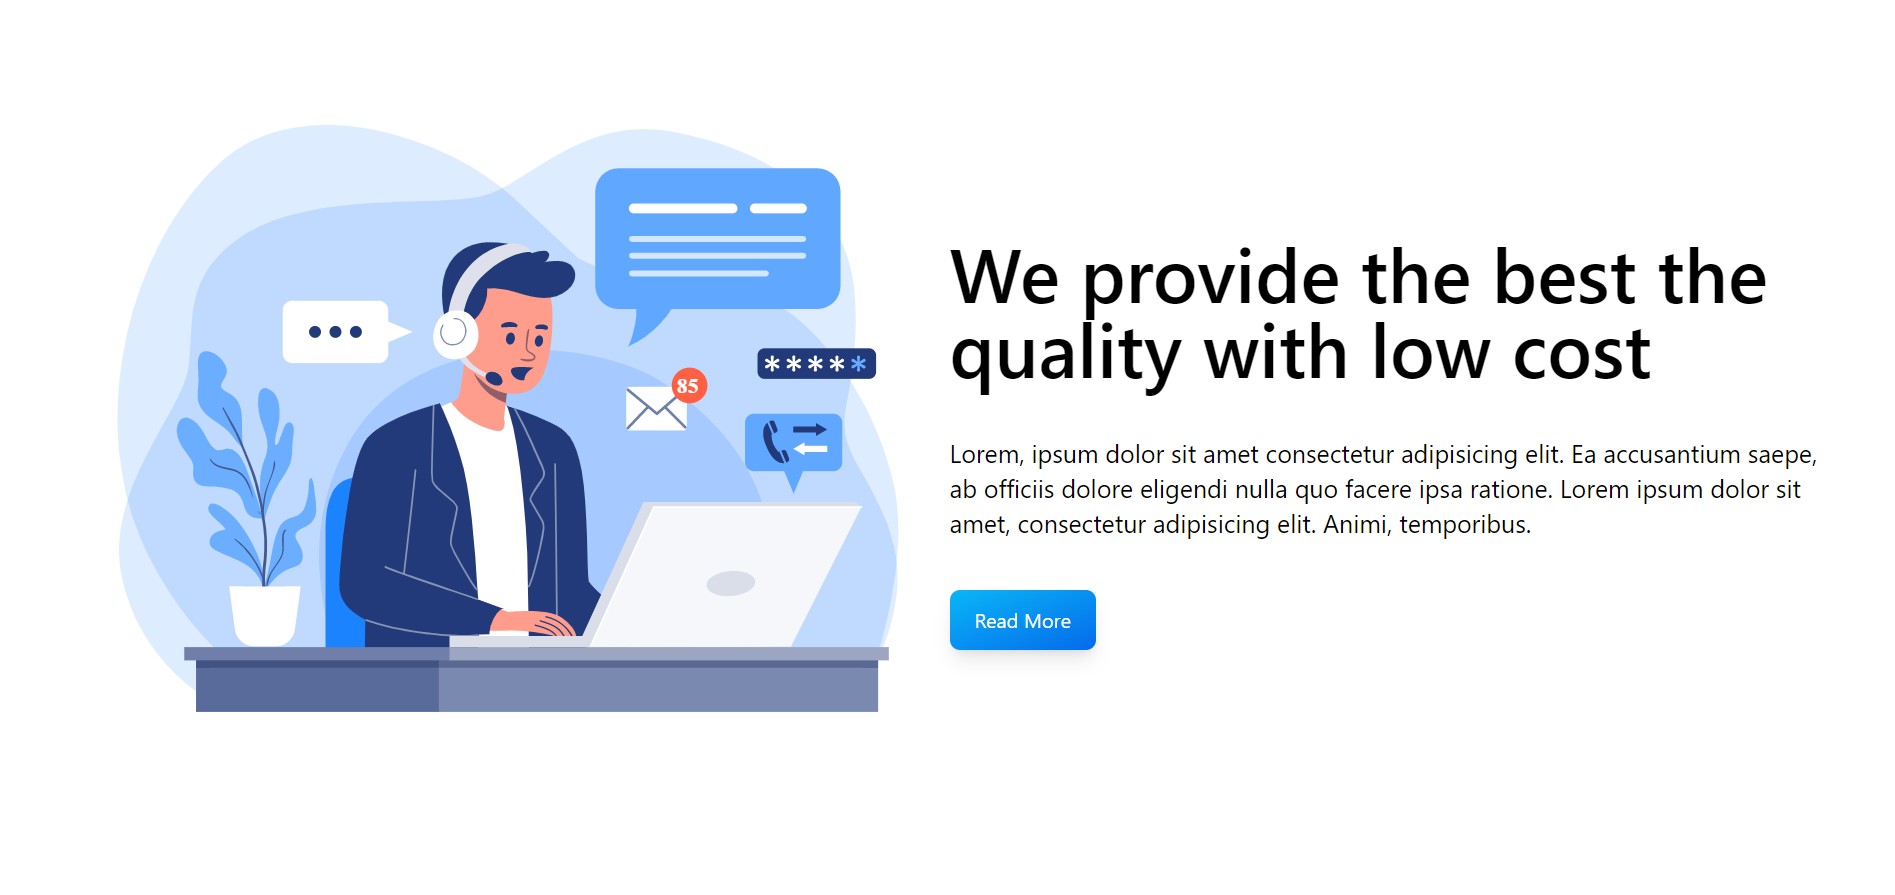 *****
85
We provide the best the
quality with low cost
Lorem, ipsum dolor sit amet consectetur adipisicing elit. Ea accusantium saepe,
ab officiis dolore eligendi nulla quo facere ipsa ratione. Lorem ipsum dolor sit
amet, consectetur adipisicing elit. Animi, temporibus.
Read More